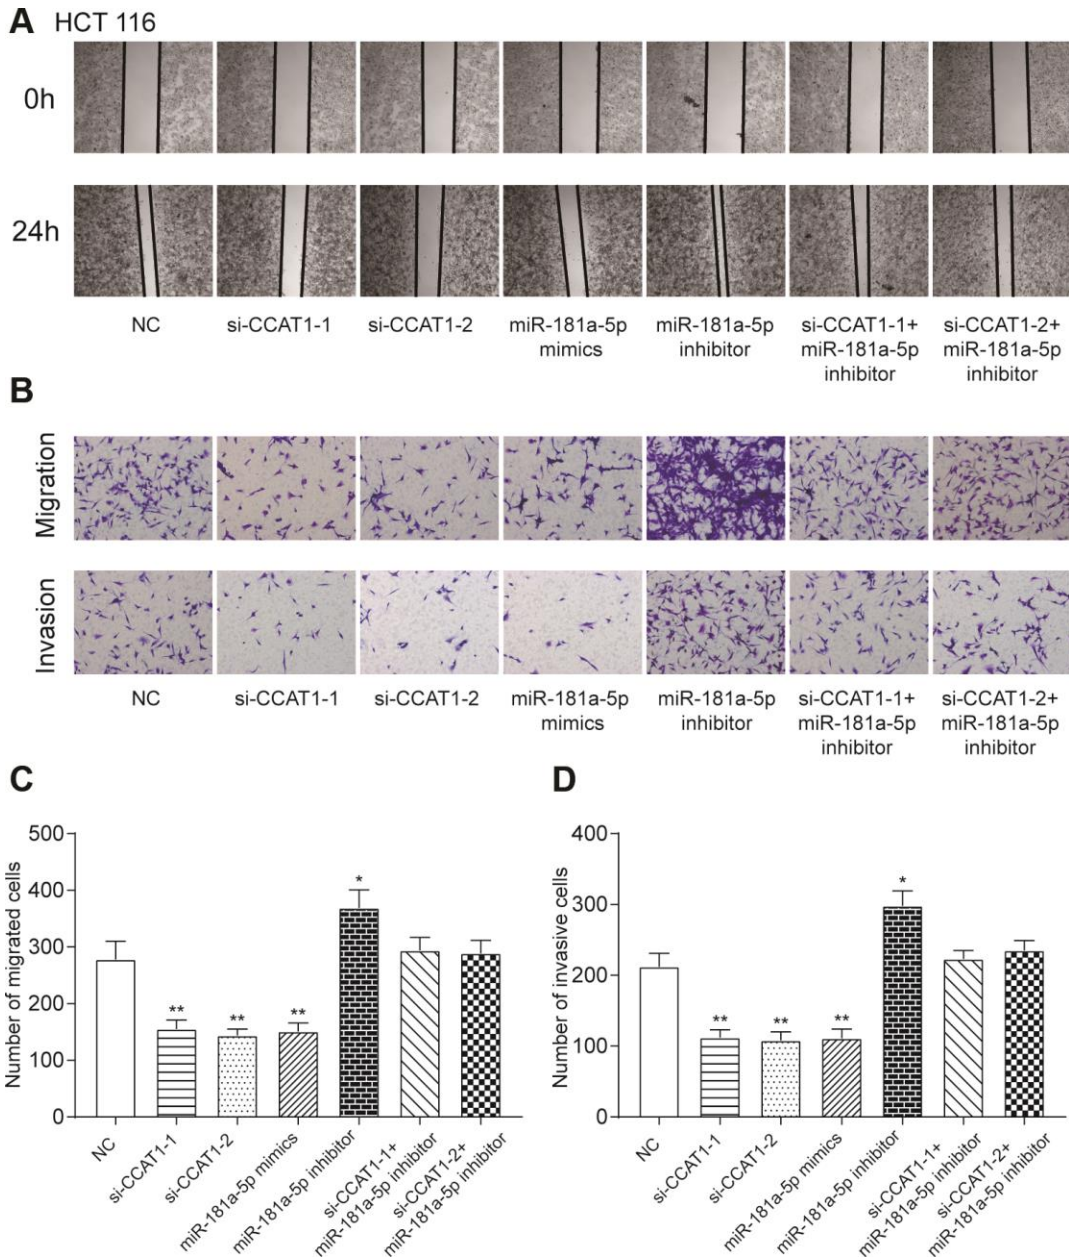 A HCT 116
0h
24h
NC si-CCAT1-1 si-CCAT1-2 miR-181a-5p mimics miR-181a-5p inhibitor si-CCAT1-1+ miR-181a-5p inhibitor si-CCAT1-2+ miR-181a-5p inhibitor
B
Migration
Invasion
NC si-CCAT1-1 si-CCAT1-2 miR-181a-5p mimics miR-181a-5p inhibitor si-CCAT1-1+ miR-181a-5p inhibitor si-CCAT1-2+ miR-181a-5p inhibitor
C
Number of migrated cells
500
400
300
200
100
0
**
**
**
*
NC
si-CCAT1-1
si-CCAT1-2
miR-181a-5p mimics
miR-181a-5p inhibitor
si-CCAT1-1+
miR-181a-5p inhibitor
si-CCAT1-2+
miR-181a-5p inhibitor
D
Number of invasive cells
400
300
200
100
0
**
**
**
*
NC
si-CCAT1-1
si-CCAT1-2
miR-181a-5p mimics
miR-181a-5p inhibitor
si-CCAT1-1+
miR-181a-5p inhibitor
si-CCAT1-2+
miR-181a-5p inhibitor